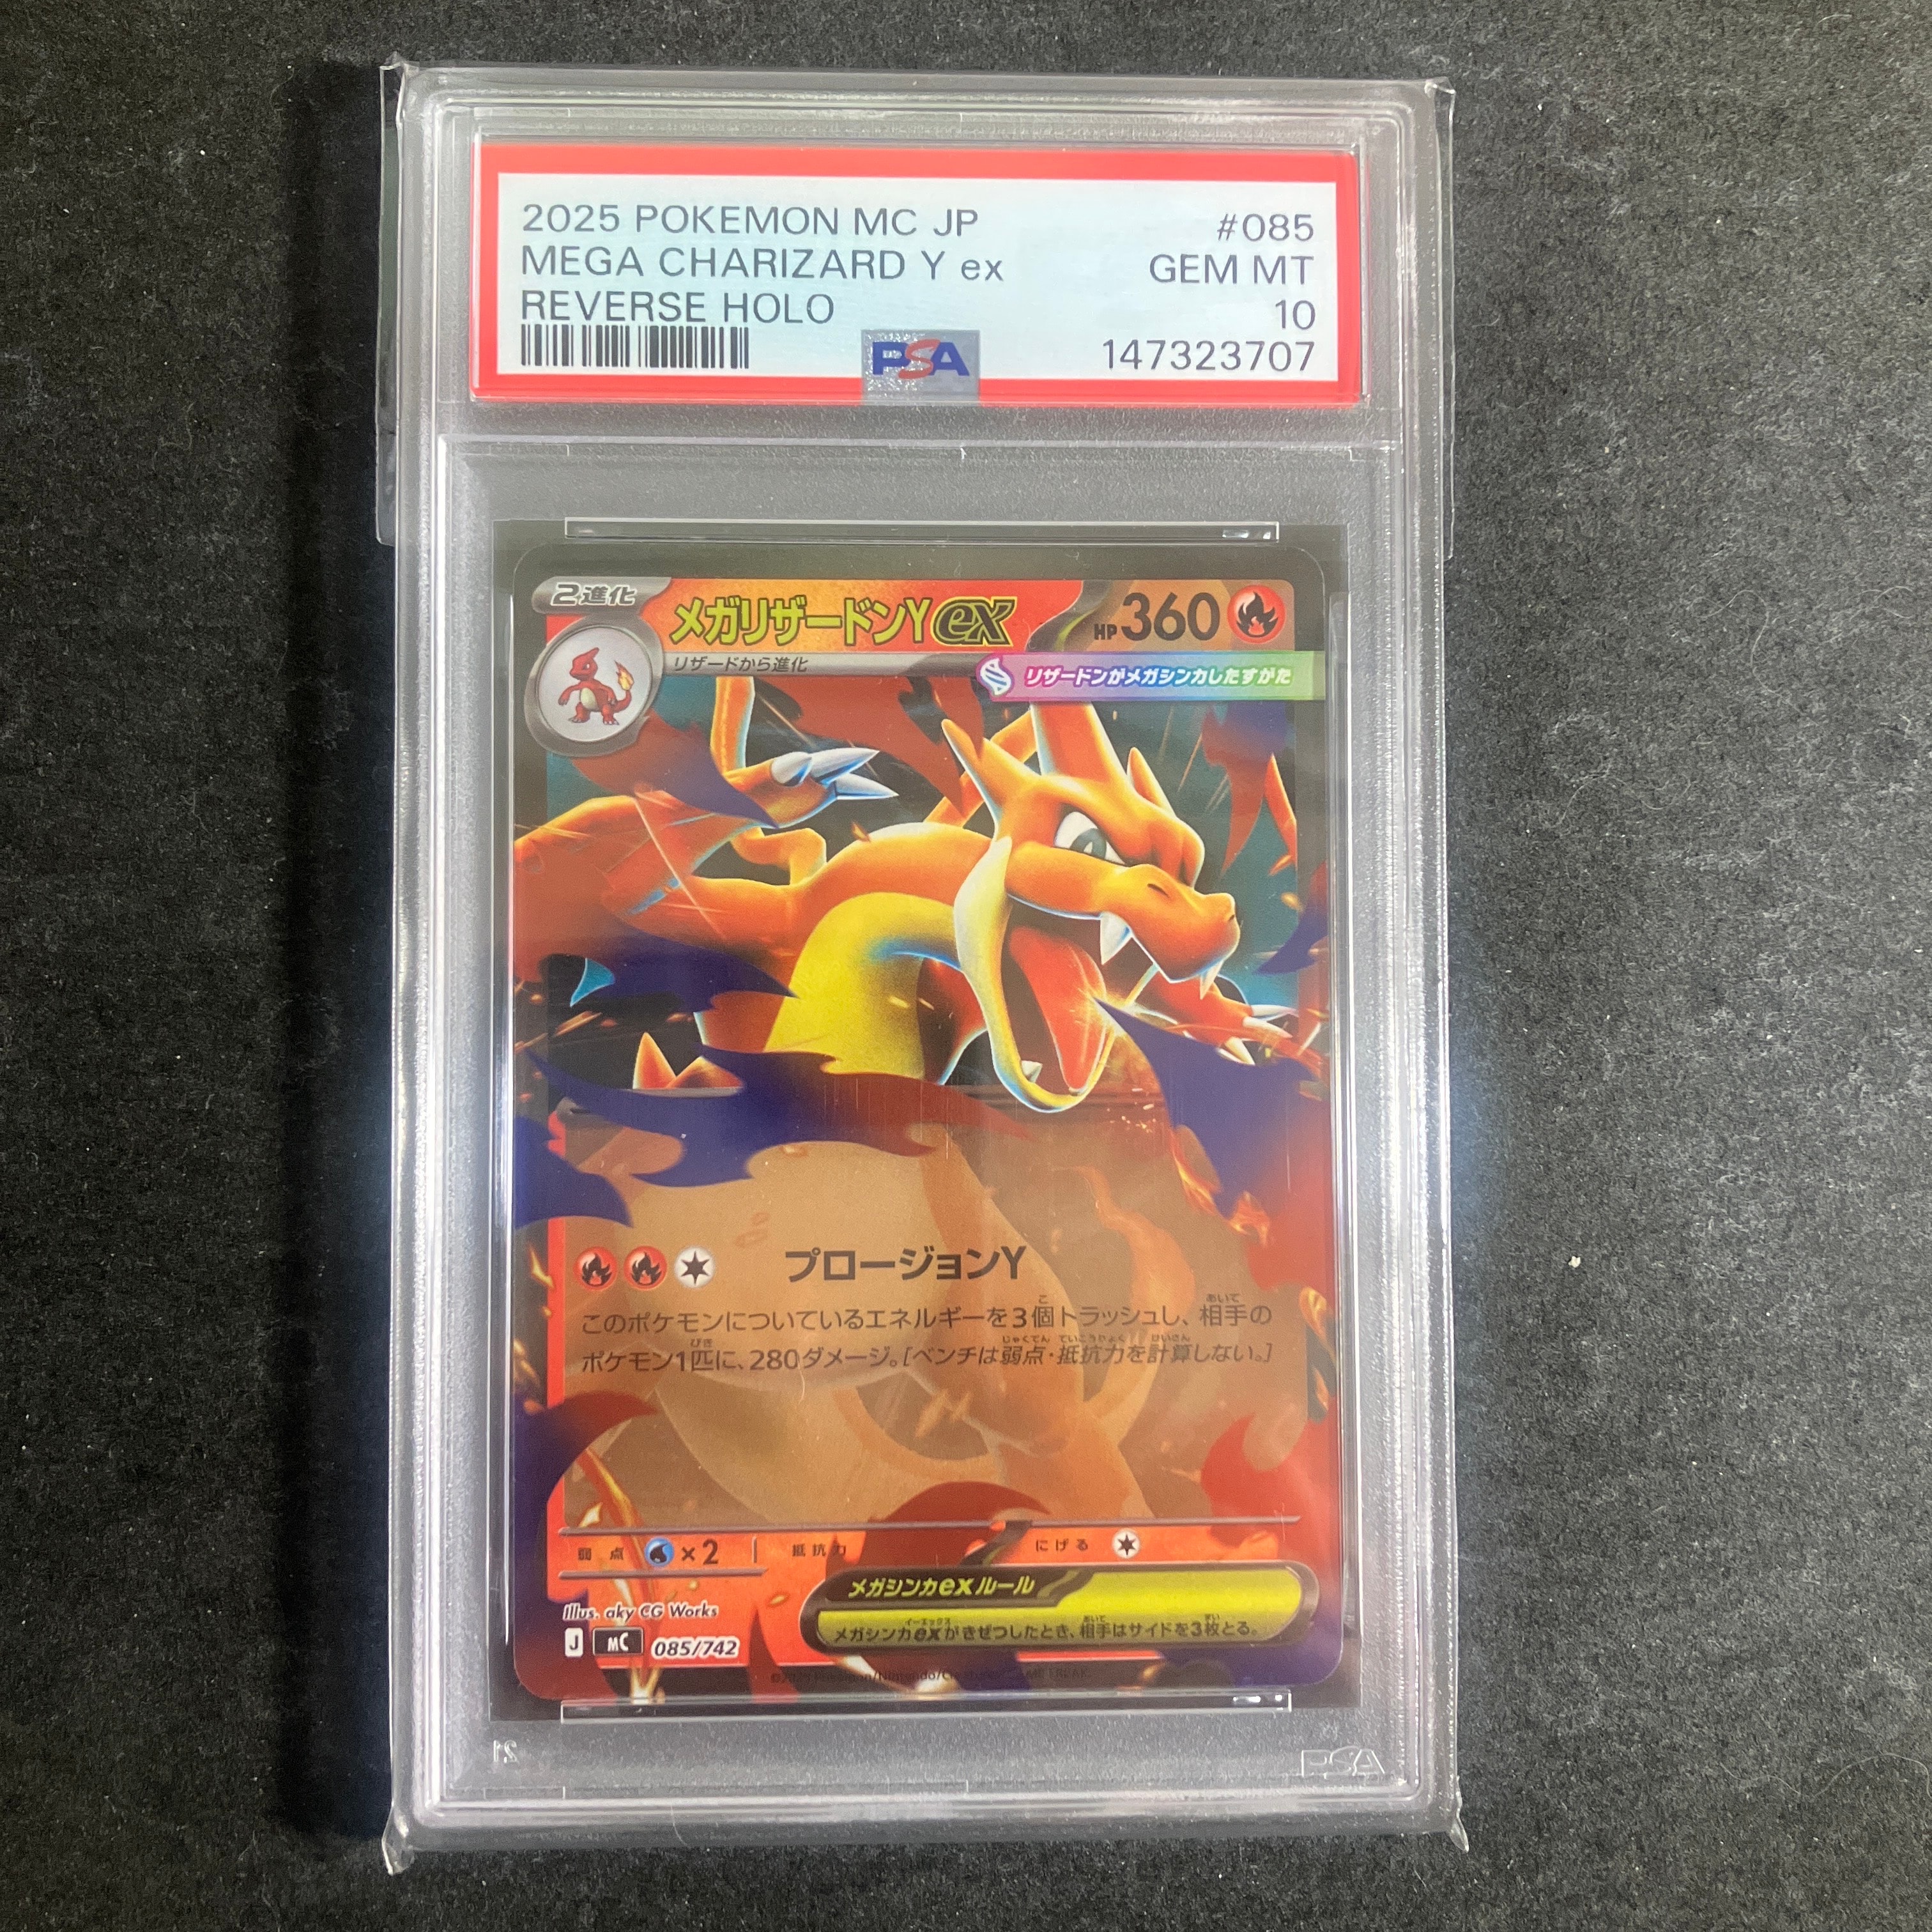 2025 POKEMON MC JP #085
MEGA CHARIZARD Y ex GEM MT
REVERSE HOLO 10
PSA 147323707
2進化
メガリザードンYex HP360
リザードから進化
リザードンがメガシンカしたすがた
プロージョンY
このポケモンについているエネルギーを3個トラッシュし、相手の
ポケモン1匹に、280ダメージ。[ベンチは弱点・抵抗力を計算しない。]
弱点 ×2 抵抗力 にげる
メガシンカexルール
メガシンカexがきぜつしたとき、相手はサイドを3枚とる。
Illus. aky CG Works
J MC 085/742
PSA